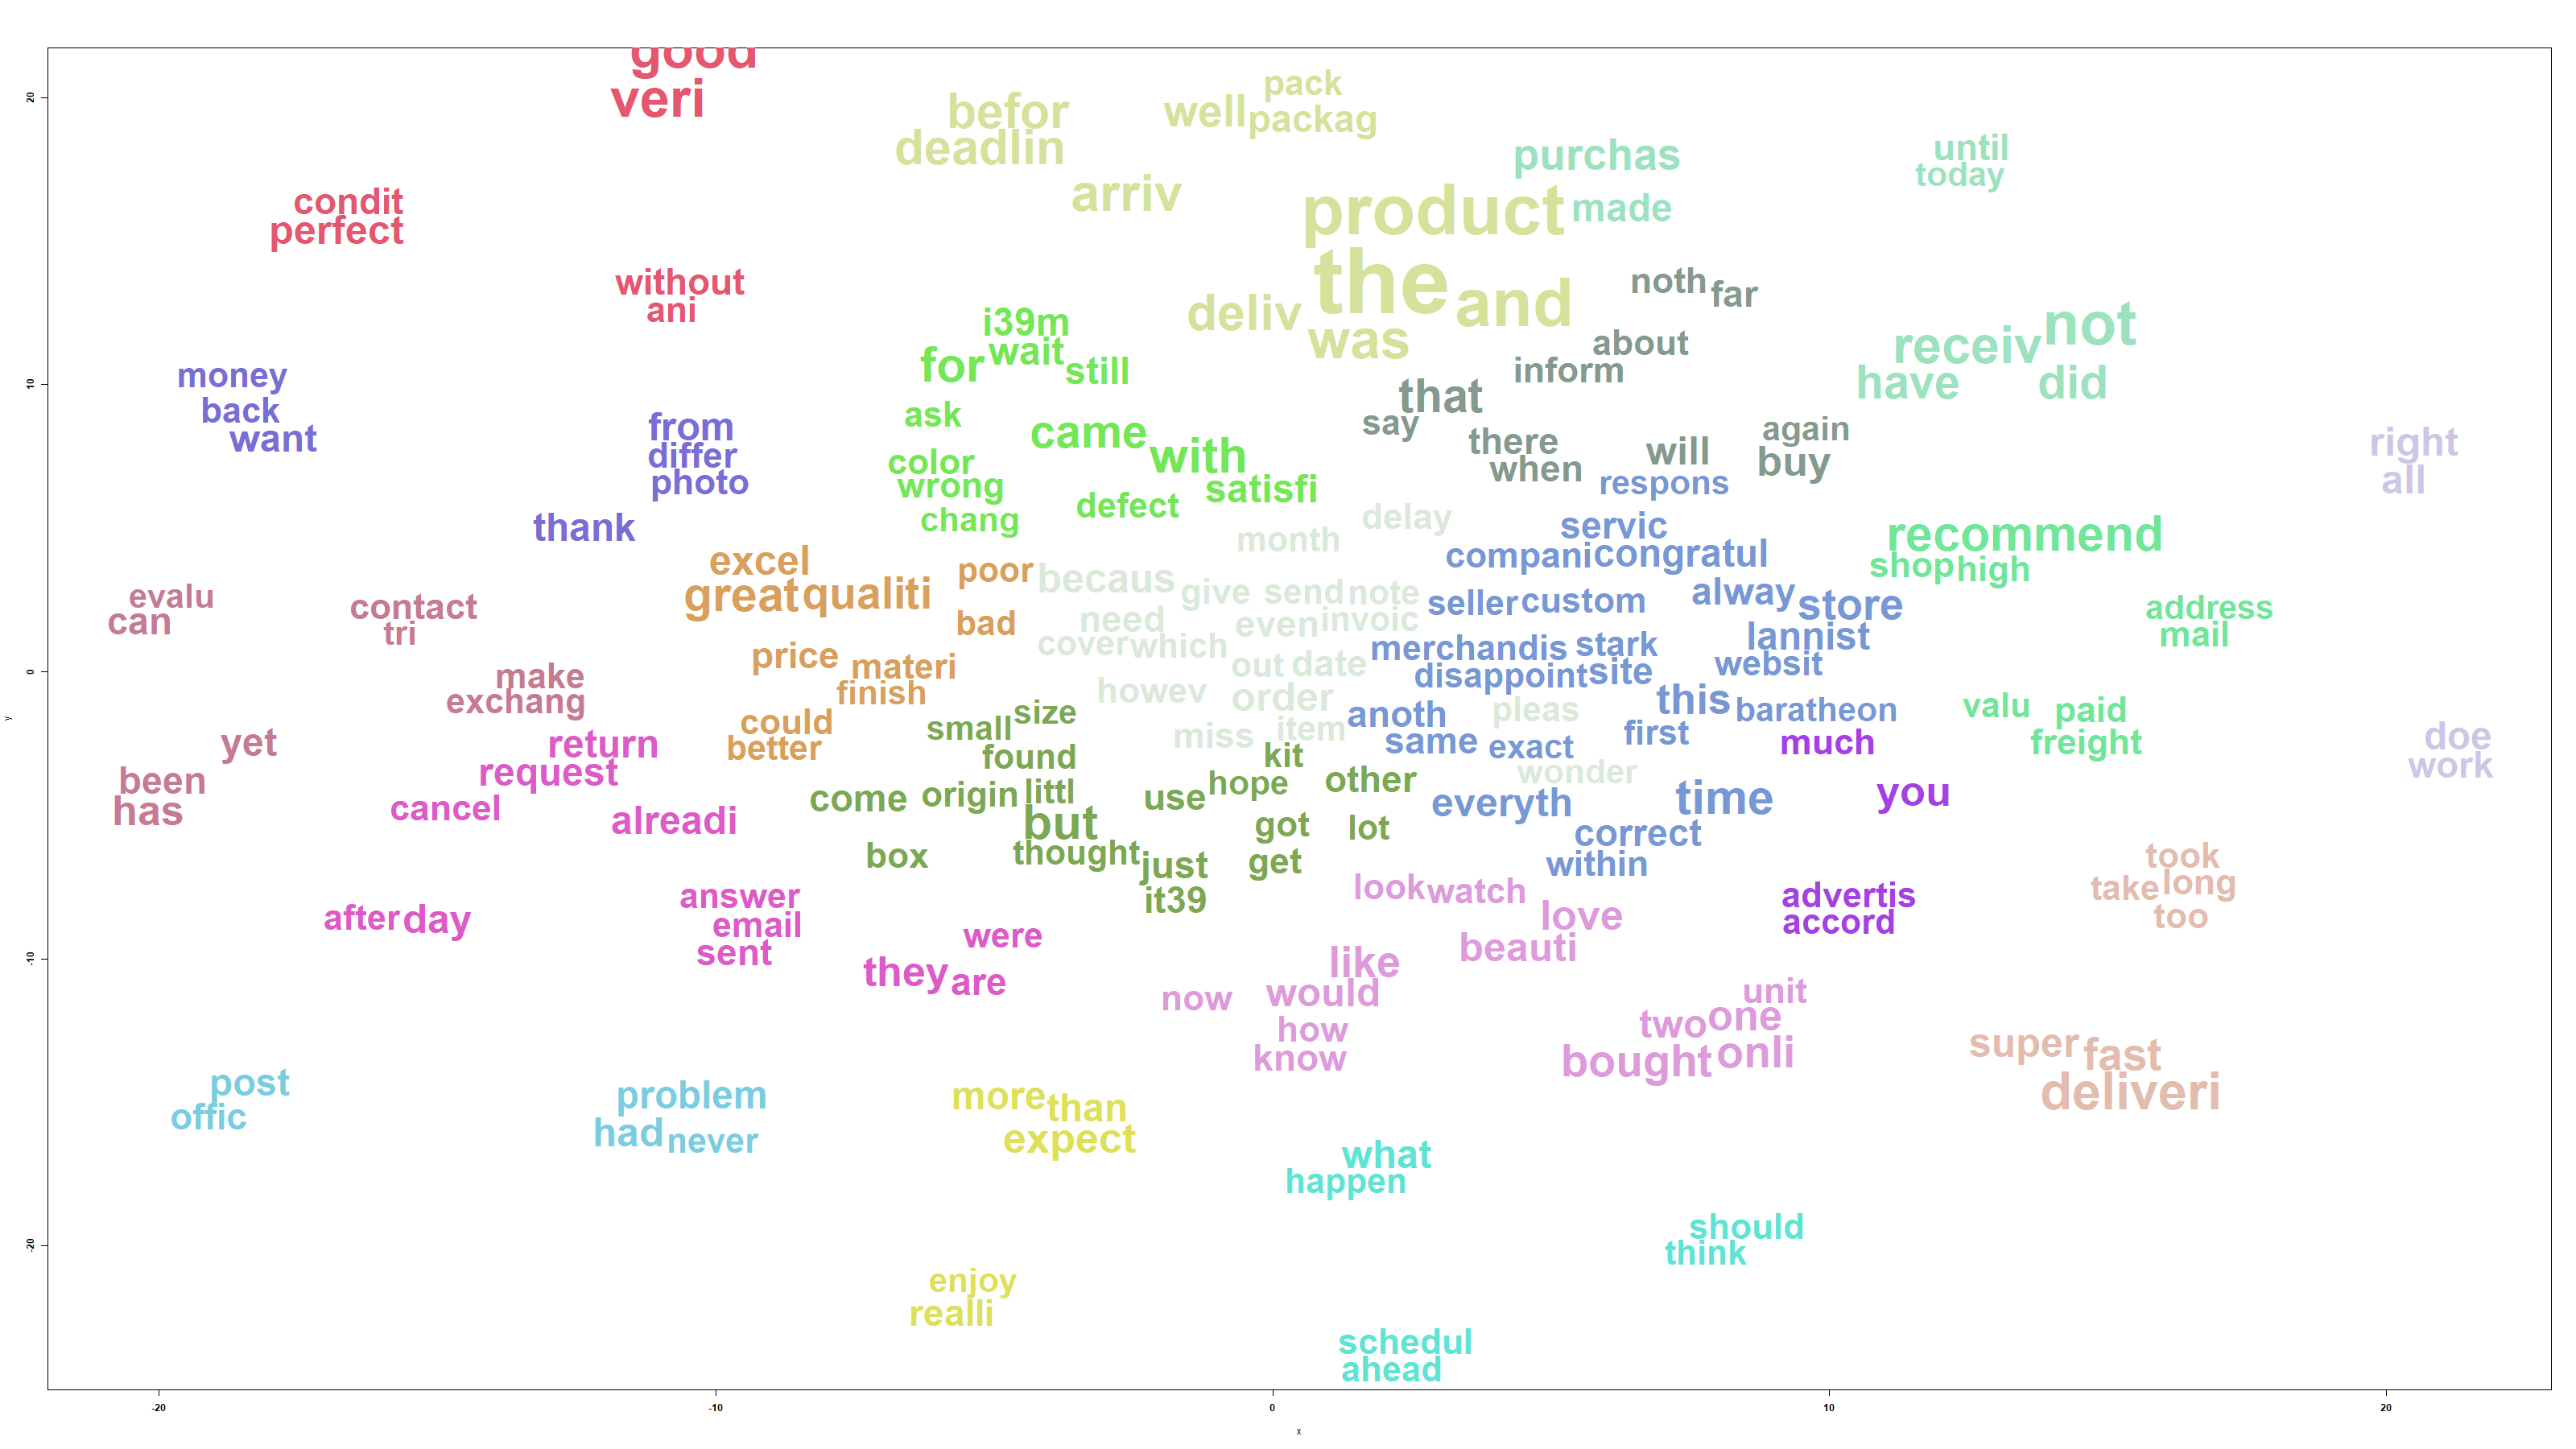 good
veri
befor
deadlin
arriv
well
pack
packag
purchas
made
until
today
condit
perfect
without
ani
product
the and
deliv
was
noth far
about
inform
that
say
there
when
will
again
buy
respons
receiv not
have did
right
all
money
back
want
from
differ
photo
thank
i39m
for wait
still
ask
came
with
color
wrong
chang
defect
satisfi
delay
month
becaus
give send note
need
even invoic
cover which
out date
howev
order
miss item
pleas
wonder
servic
compani congratul
seller custom
alway
store
lannist
websit
merchandis stark
disappoint site
this
baratheon
anoth
same exact
first
everyth
time
correct
within
recommend
shop high
address
mail
valu paid
freight
much
you
advertis
accord
doe
work
excel
great qualiti
poor
bad
price
materi
finish
could
better
evalu
can
contact
tri
make
exchang
yet
been
has
return
request
cancel
alreadi
after day
answer
email
sent
were
they are
small size
found
come origin littl
but
thought
box
kit
use hope
other
got
lot
get
just
it39
look watch
love
beauti
like
now would
how
know
unit
two one
bought onli
took
take long
too
super fast
deliveri
post
offic
problem
had never
more than
expect
what
happen
should
think
enjoy
realli
schedul
ahead
20
10
0
-10
-20
y
-20 -10 0 10 20
x